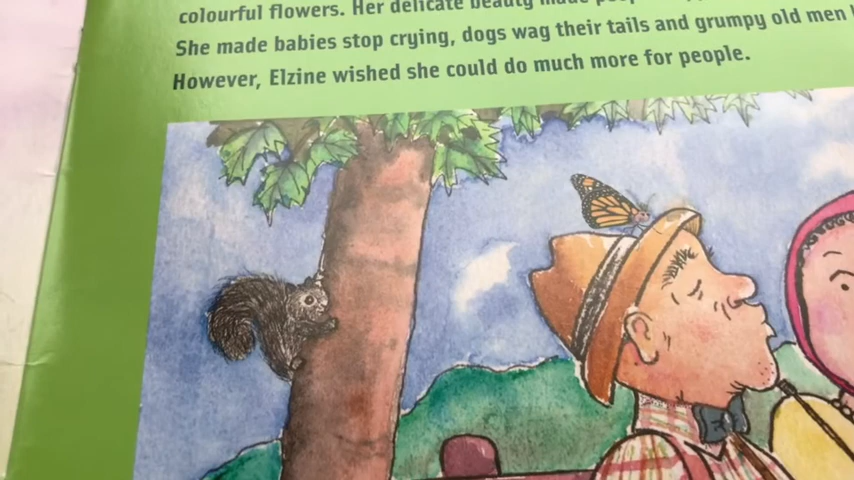 colourful flowers. Her delicate beauty made
She made babies stop crying, dogs wag their tails and grumpy old men
However, Elzine wished she could do much more for people.